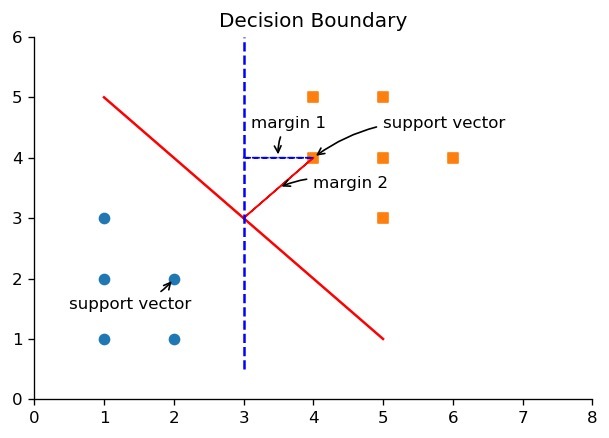 Decision Boundary
6
5
4
3
2
1
0
margin 1
support vector
margin 2
support vector
0 1 2 3 4 5 6 7 8